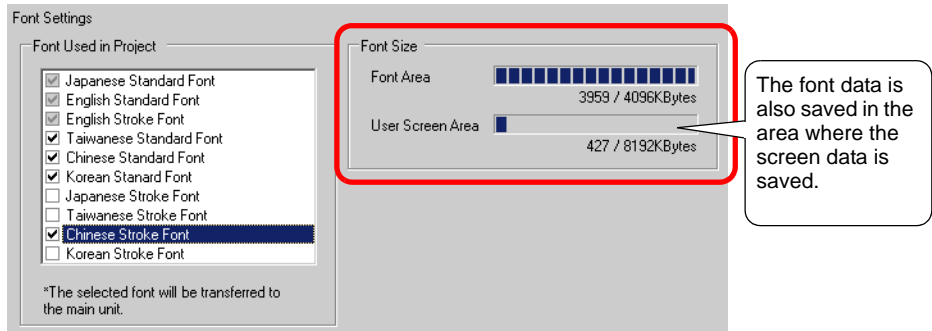 Font Settings
Font Used in Project
Japanese Standard Font
English Standard Font
English Stroke Font
Taiwanese Standard Font
Chinese Standard Font
Korean Stanard Font
Japanese Stroke Font
Taiwanese Stroke Font
Chinese Stroke Font
Korean Stroke Font
*The selected font will be transferred to
the main unit.
Font Size
Font Area
3959 / 4096KBytes
User Screen Area
427 / 8192KBytes
The font data is
also saved in the
area where the
screen data is
saved.